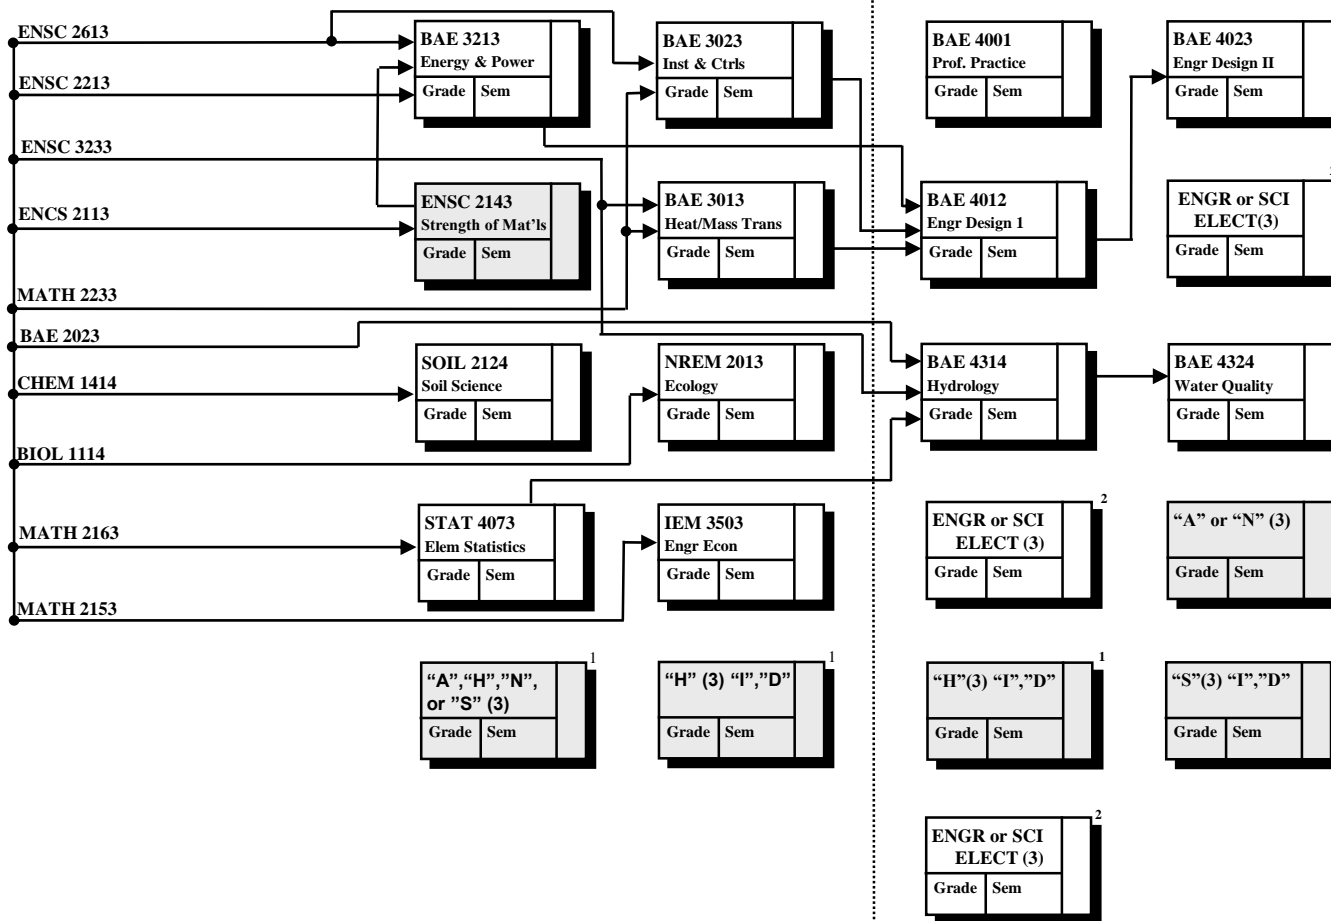 ENSC 2613
ENSC 2213
ENSC 3233
ENCS 2113
MATH 2233
BAE 2023
CHEM 1414
BIOL 1114
MATH 2163
MATH 2153
BAE 3213
Energy & Power
Grade Sem
BAE 3023
Inst & Ctrls
Grade Sem
BAE 4001
Prof. Practice
Grade Sem
BAE 4023
Engr Design II
Grade Sem
ENSC 2143
Strength of Mat’ls
Grade Sem
BAE 3013
Heat/Mass Trans
Grade Sem
BAE 4012
Engr Design 1
Grade Sem
ENGR or SCI
ELECT(3)
Grade Sem
SOIL 2124
Soil Science
Grade Sem
NREM 2013
Ecology
Grade Sem
BAE 4314
Hydrology
Grade Sem
BAE 4324
Water Quality
Grade Sem
STAT 4073
Elem Statistics
Grade Sem
IEM 3503
Engr Econ
Grade Sem
2
ENGR or SCI
ELECT (3)
Grade Sem
“A” or “N” (3)
Grade Sem
1
“A”,“H”,”N”,
or ”S” (3)
Grade Sem
1
“H” (3) “I”,”D”
Grade Sem
1
“H”(3) “I”,”D”
Grade Sem
“S”(3) “I”,”D”
Grade Sem
2
ENGR or SCI
ELECT (3)
Grade Sem